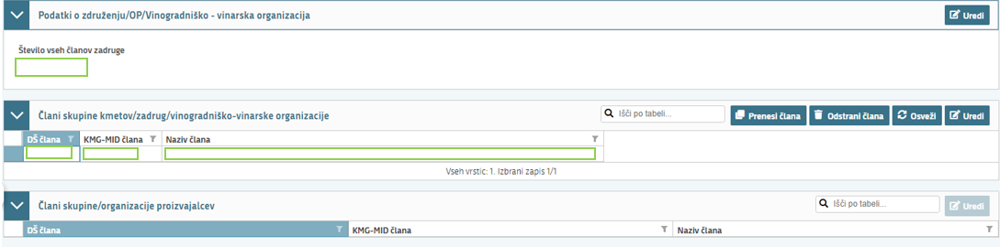 Podatki o združenju/OP/Vinogradniško - vinarska organizacija
Uredi
Število vseh članov zadruge
Člani skupine kmetov/zadrug/vinogradniško-vinarske organizacije
Išči po tabeli...
Prenesi člana
Odstrani člana
Osveži
Uredi
DŠ člana
KMG-MID člana
Naziv člana
Vseh vrstic: 1. Izbrani zapis 1/1
Člani skupine/organizacije proizvajalcev
Išči po tabeli...
Uredi
DŠ člana
KMG-MID člana
Naziv člana